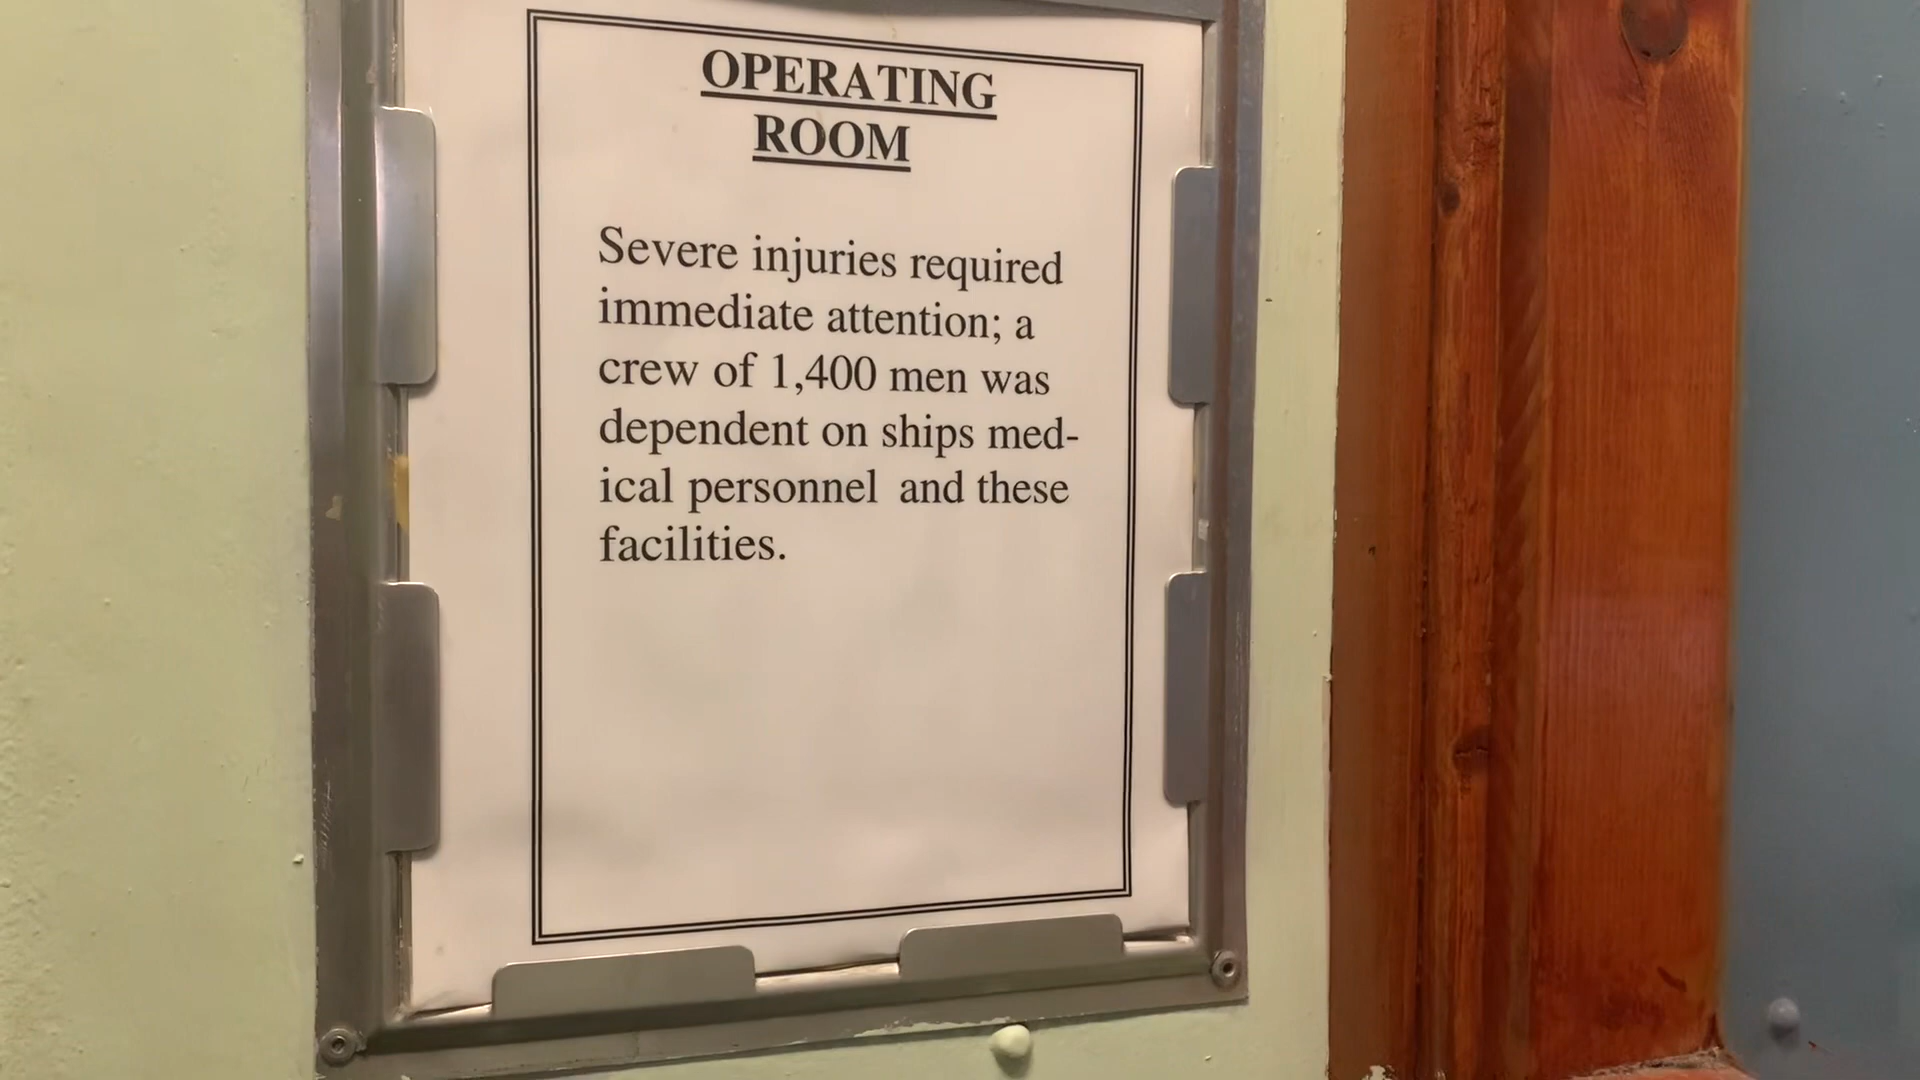 OPERATING
ROOM
Severe injuries required
immediate attention; a
crew of 1,400 men was
dependent on ships med-
ical personnel and these
facilities.